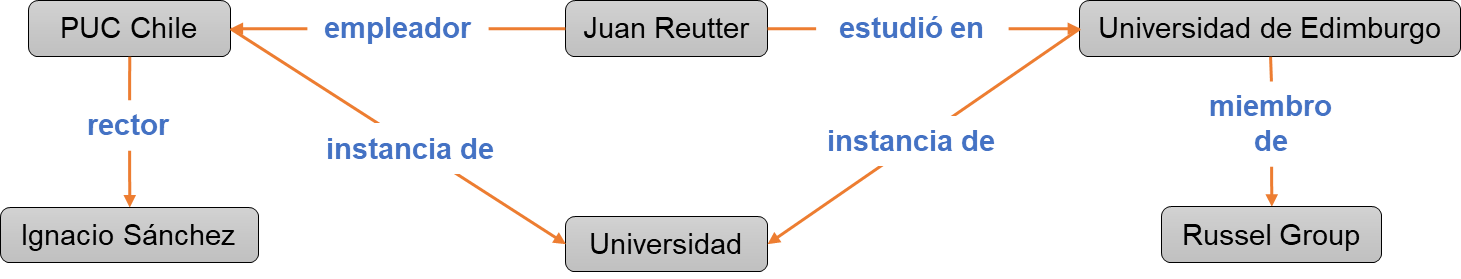 PUC Chile
empleador
Juan Reutter
estudió en
Universidad de Edimburgo
rector
instancia de
instancia de
miembro
de
Ignacio Sánchez
Universidad
Russel Group